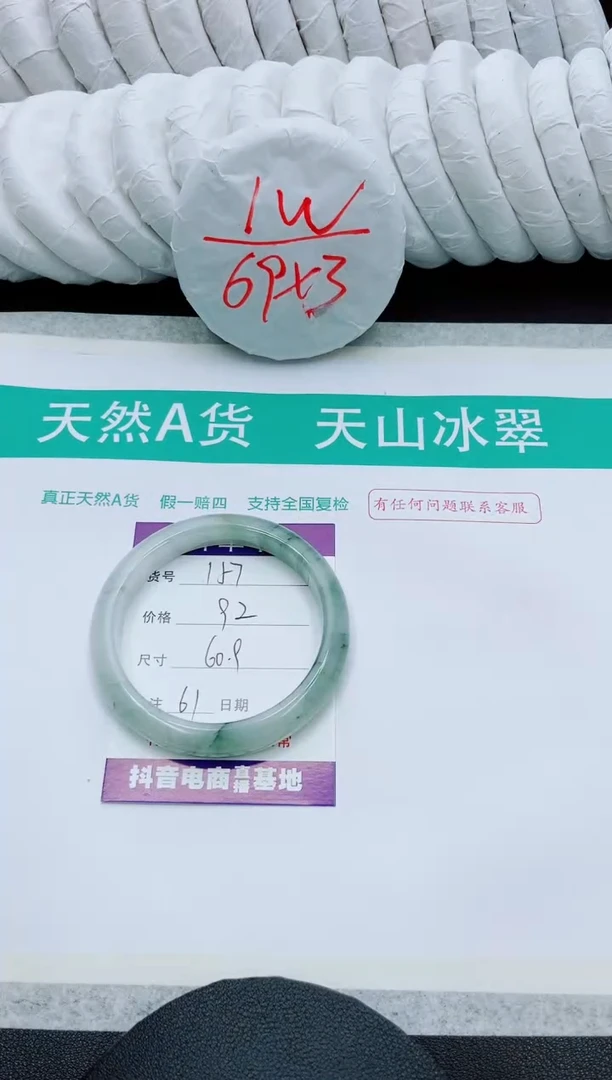 1W
69x3
天然A货 天山冰翠
真正天然A货 假一赔四 支持全国复检 有任何问题联系客服
货号 157
价格 92
尺寸 60.9
注 61 日期
抖音电商直播基地